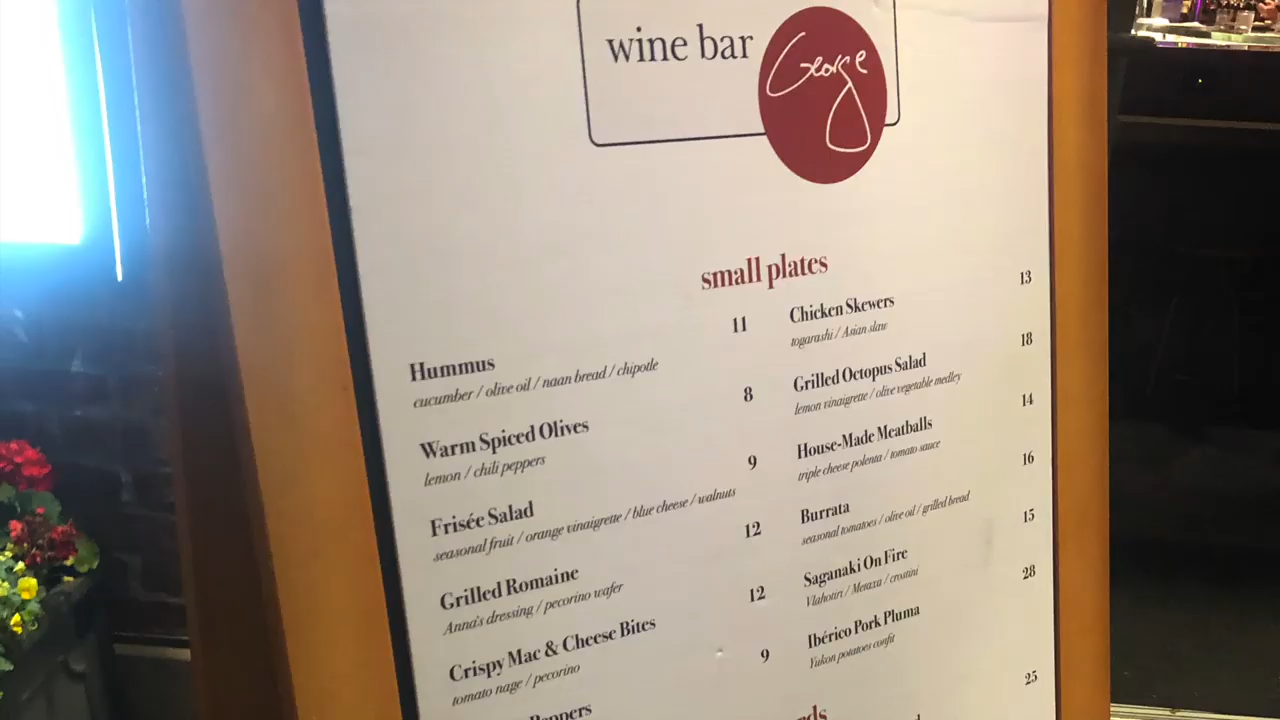 wine bar George
small plates
Hummus 11
cucumber / olive oil / naan bread / chipotle
Warm Spiced Olives 8
lemon / chili peppers
Frisée Salad 9
seasonal fruit / orange vinaigrette / blue cheese / walnuts
Grilled Romaine 12
Anna's dressing / pecorino wafer
Crispy Mac & Cheese Bites 12
tomato nage / pecorino
Peppers 9
Chicken Skewers 13
togarashi / Asian slaw
Grilled Octopus Salad 18
lemon vinaigrette / olive vegetable medley
House-Made Meatballs 14
triple cheese polenta / tomato sauce
Burrata 16
seasonal tomatoes / olive oil / grilled bread
Saganaki On Fire 15
Vlahotiri / Metaxa / crostini
Ibérico Pork Pluma 28
Yukon potatoes confit
25